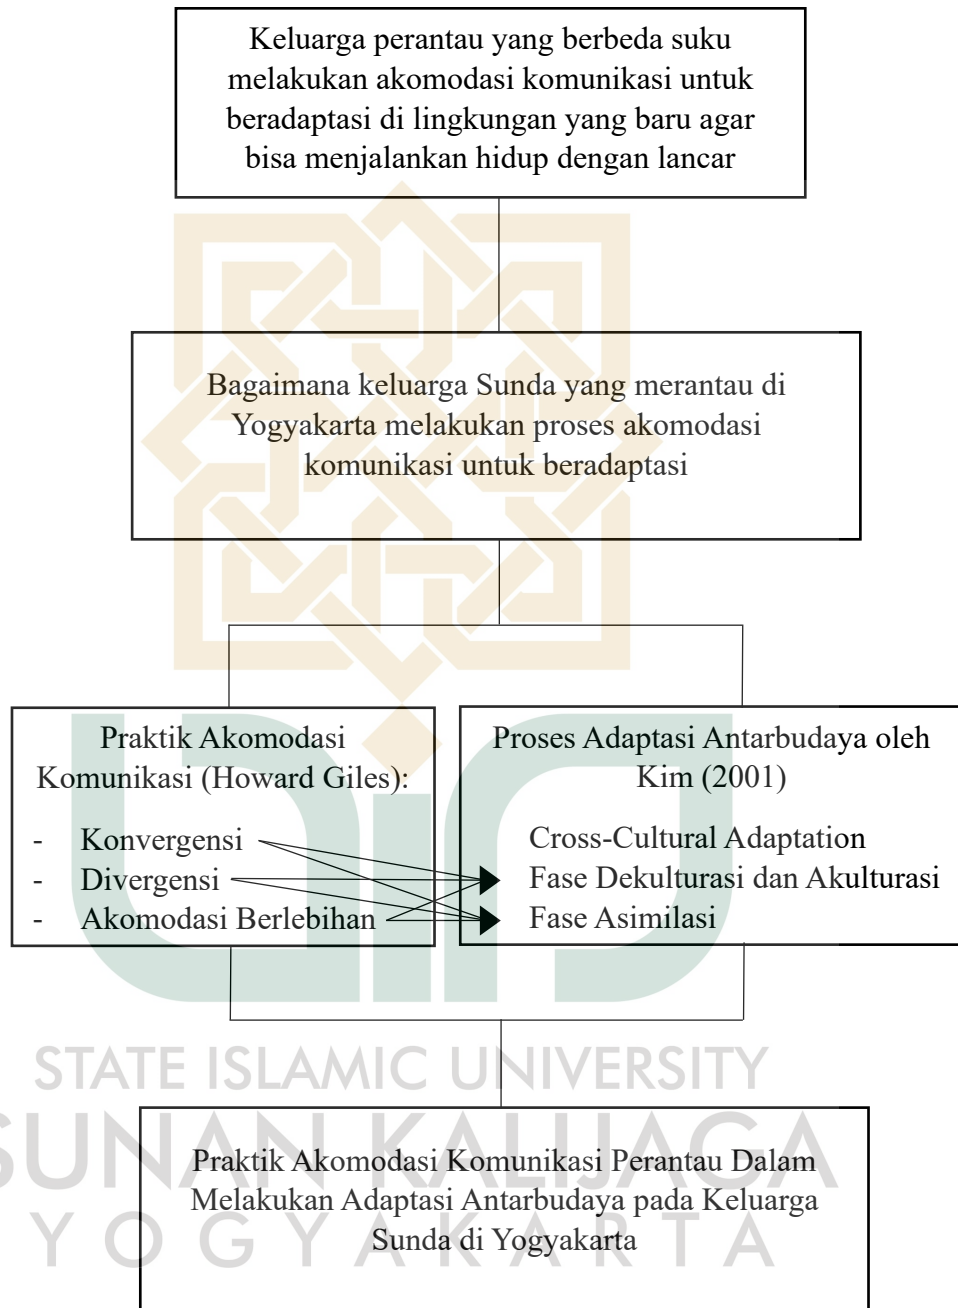 Keluarga perantau yang berbeda suku
melakukan akomodasi komunikasi untuk
beradaptasi di lingkungan yang baru agar
bisa menjalankan hidup dengan lancar
Bagaimana keluarga Sunda yang merantau di
Yogyakarta melakukan proses akomodasi
komunikasi untuk beradaptasi
Praktik Akomodasi
Komunikasi (Howard Giles):
- Konvergensi
- Divergensi
- Akomodasi Berlebihan
Proses Adaptasi Antarbudaya oleh
Kim (2001)
Cross-Cultural Adaptation
Fase Dekulturasi dan Akulturasi
Fase Asimilasi
STATE ISLAMIC UNIVERSITY
SUNAN KALIJAGA
YOGYAKARTA
Praktik Akomodasi Komunikasi Perantau Dalam
Melakukan Adaptasi Antarbudaya pada Keluarga
Sunda di Yogyakarta